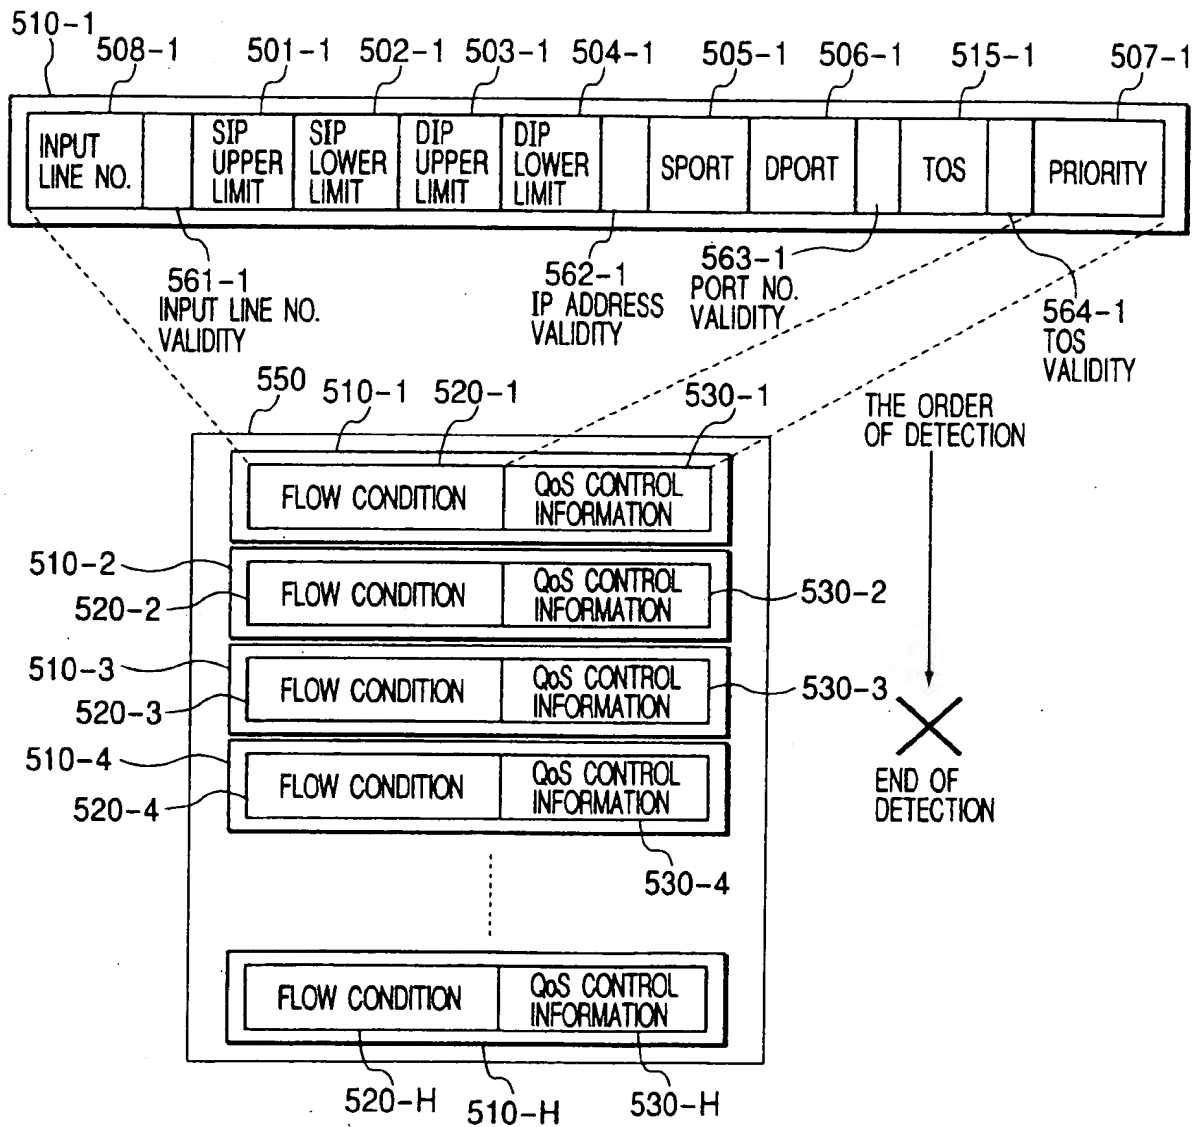 510-1
508-1
501-1
502-1
503-1
504-1
505-1
506-1
515-1
507-1
INPUT
LINE NO.
SIP
UPPER
LIMIT
SIP
LOWER
LIMIT
DIP
UPPER
LIMIT
DIP
LOWER
LIMIT
SPORT
DPORT
TOS
PRIORITY
561-1
INPUT LINE NO.
VALIDITY
562-1
IP ADDRESS
VALIDITY
563-1
PORT NO.
VALIDITY
564-1
TOS
VALIDITY
550
510-1
520-1
530-1
THE ORDER
OF DETECTION
FLOW CONDITION
QoS CONTROL
INFORMATION
510-2
520-2
FLOW CONDITION
QoS CONTROL
INFORMATION
530-2
510-3
520-3
FLOW CONDITION
QoS CONTROL
INFORMATION
530-3
510-4
520-4
FLOW CONDITION
QoS CONTROL
INFORMATION
530-4
END OF
DETECTION
FLOW CONDITION
QoS CONTROL
INFORMATION
520-H
510-H
530-H